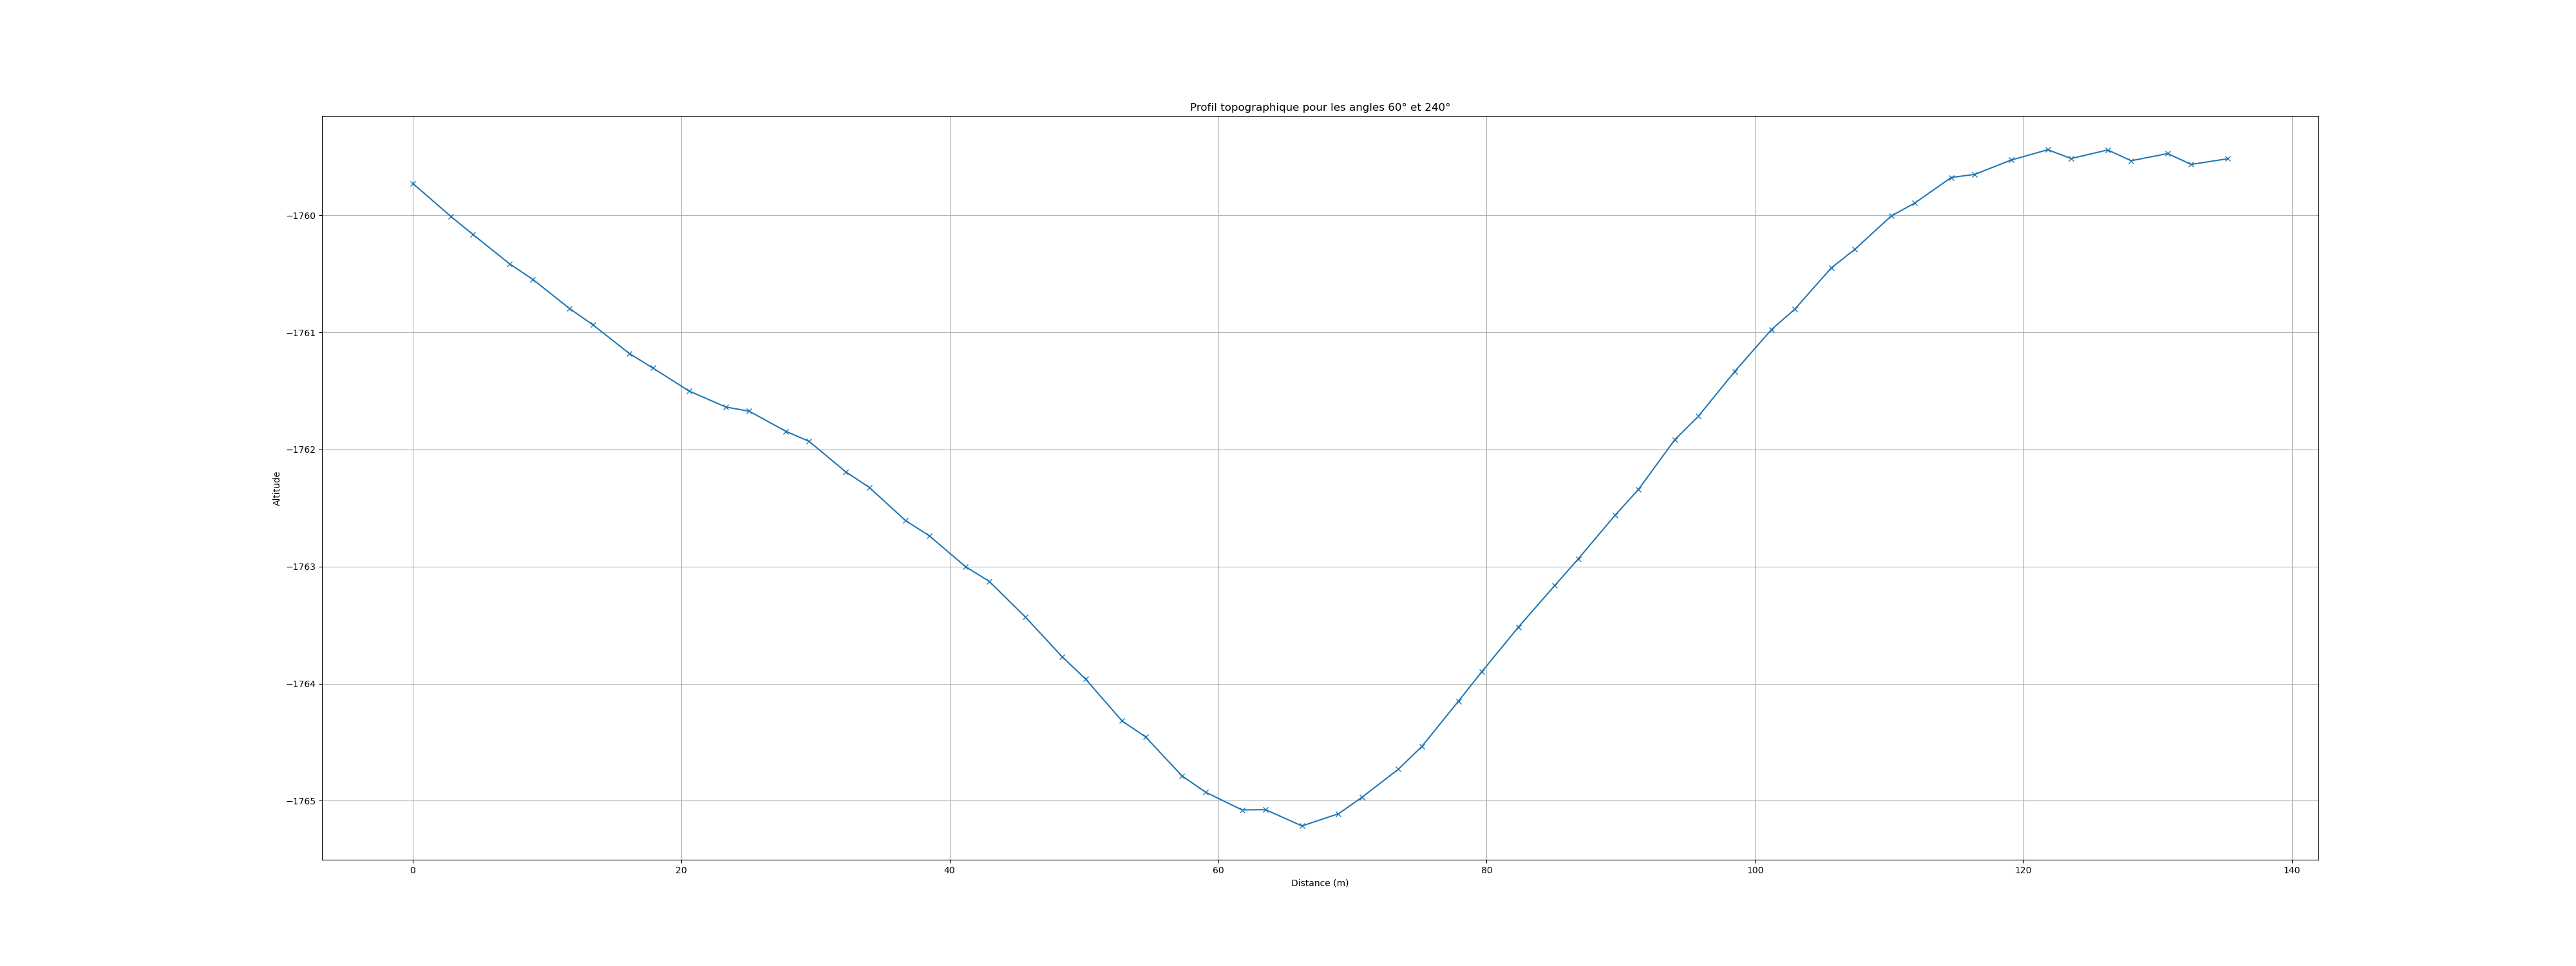 Profil topographique pour les angles 60° et 240°
Altitude
−1760
−1761
−1762
−1763
−1764
−1765
0 20 40 60 80 100 120 140
Distance (m)